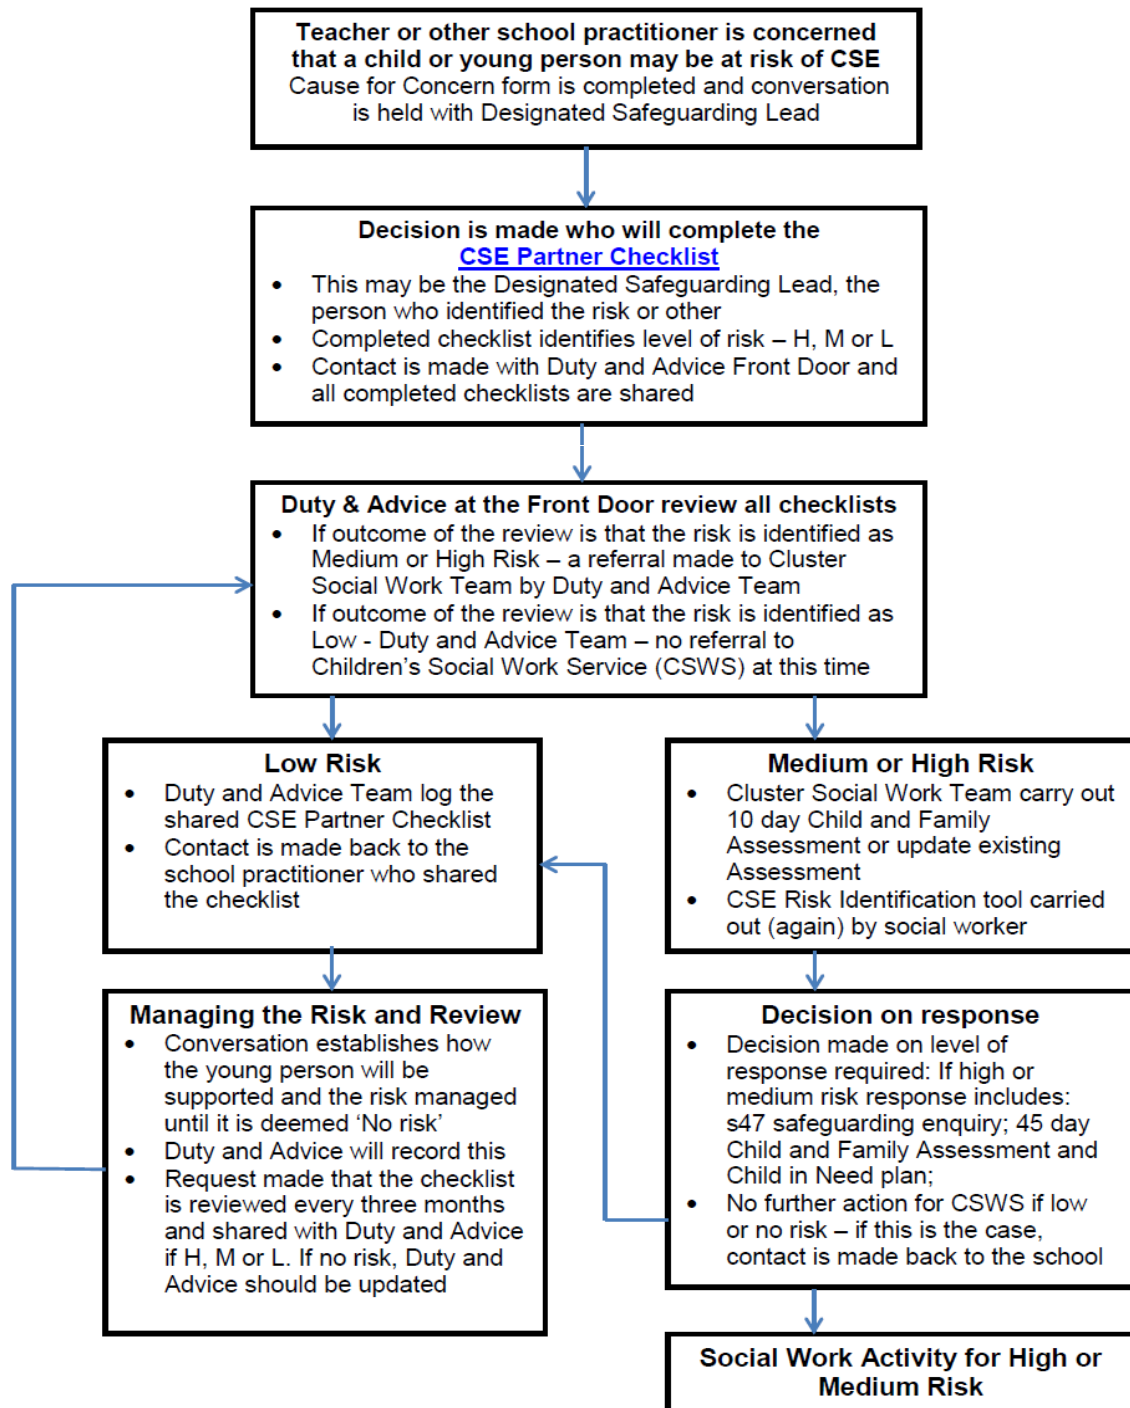 Teacher or other school practitioner is concerned
that a child or young person may be at risk of CSE
Cause for Concern form is completed and conversation
is held with Designated Safeguarding Lead
Decision is made who will complete the
CSE Partner Checklist
• This may be the Designated Safeguarding Lead, the
person who identified the risk or other
• Completed checklist identifies level of risk – H, M or L
• Contact is made with Duty and Advice Front Door and
all completed checklists are shared
Duty & Advice at the Front Door review all checklists
• If outcome of the review is that the risk is identified as
Medium or High Risk – a referral made to Cluster
Social Work Team by Duty and Advice Team
• If outcome of the review is that the risk is identified as
Low - Duty and Advice Team – no referral to
Children's Social Work Service (CSWS) at this time
Low Risk
• Duty and Advice Team log the
shared CSE Partner Checklist
• Contact is made back to the
school practitioner who shared
the checklist
Medium or High Risk
• Cluster Social Work Team carry out
10 day Child and Family
Assessment or update existing
Assessment
• CSE Risk Identification tool carried
out (again) by social worker
Managing the Risk and Review
• Conversation establishes how
the young person will be
supported and the risk managed
until it is deemed 'No risk'
• Duty and Advice will record this
• Request made that the checklist
is reviewed every three months
and shared with Duty and Advice
if H, M or L. If no risk, Duty and
Advice should be updated
Decision on response
• Decision made on level of
response required: If high or
medium risk response includes:
s47 safeguarding enquiry; 45 day
Child and Family Assessment and
Child in Need plan;
• No further action for CSWS if low
or no risk – if this is the case,
contact is made back to the school
Social Work Activity for High or
Medium Risk